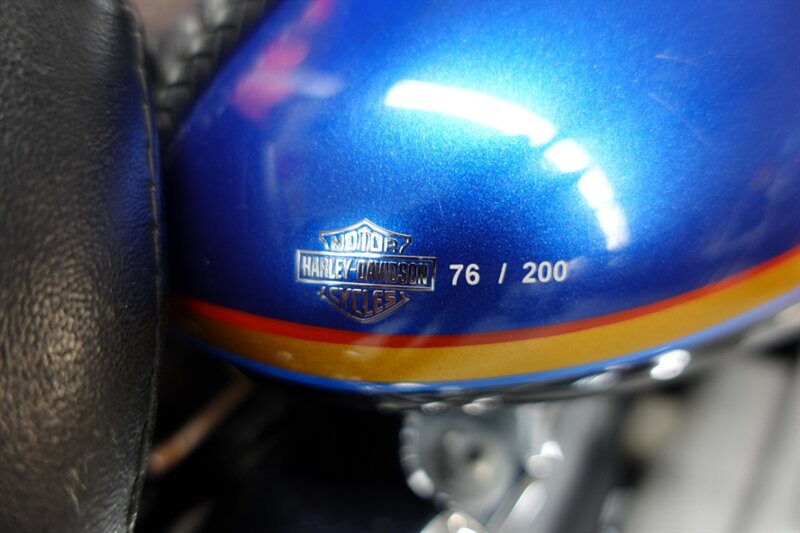 MOTOR
HARLEY-DAVIDSON 76 / 200
CYCLES